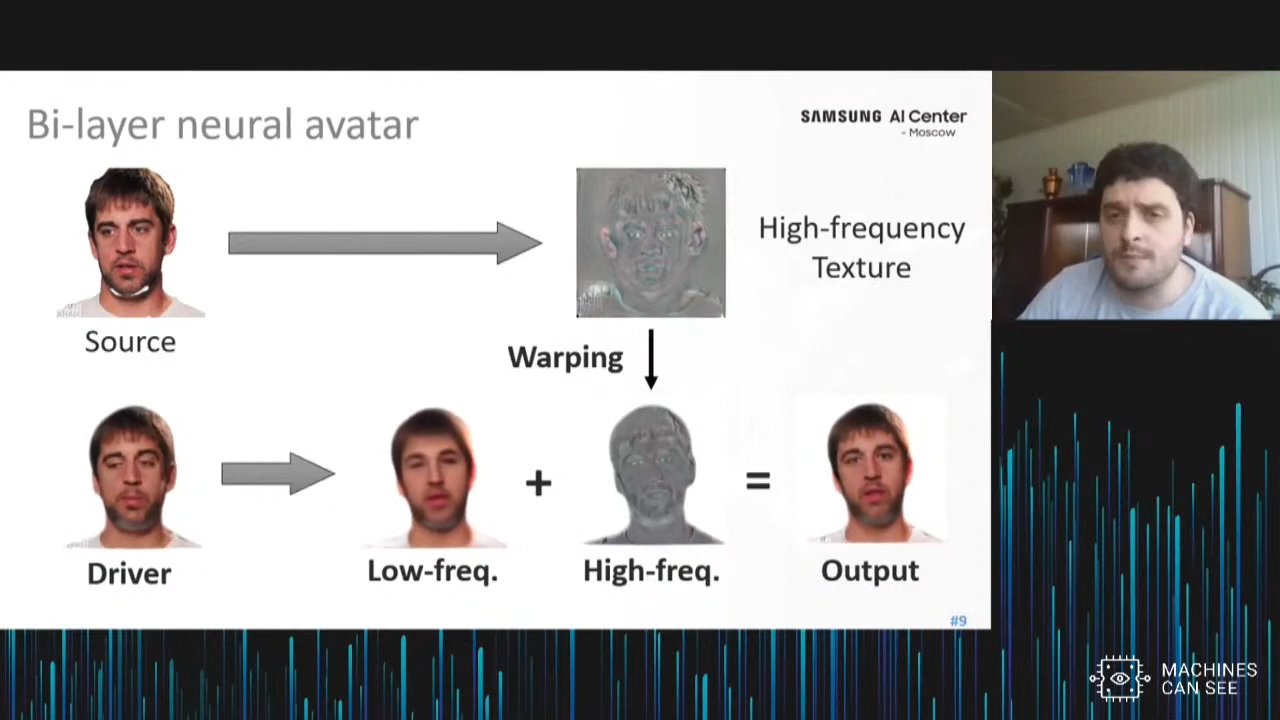 Bi-layer neural avatar
SAMSUNG AI Center
- Moscow
High-frequency
Texture
Source
Warping
+
=
Driver
Low-freq.
High-freq.
Output
#9
MACHINES
CAN SEE